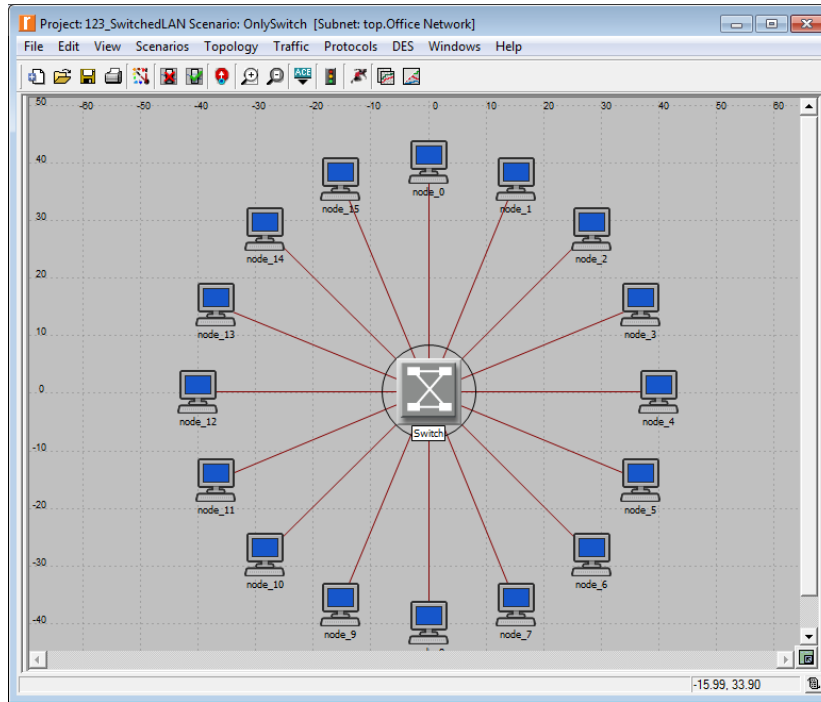 Project: 123_SwitchedLAN Scenario: OnlySwitch [Subnet: top.Office Network]
File Edit View Scenarios Topology Traffic Protocols DES Windows Help
ACE
50 -60 -50 -40 -30 -20 -10 0 10 20 30 40 50 60
40
node_0
node_15 node_1
30
node_14 node_2
20
node_13 node_3
10
0
node_12 node_4
Switch
-10
node_11 node_5
-20
-30
node_10 node_6
node_9 node_7
-40
-15.99, 33.90